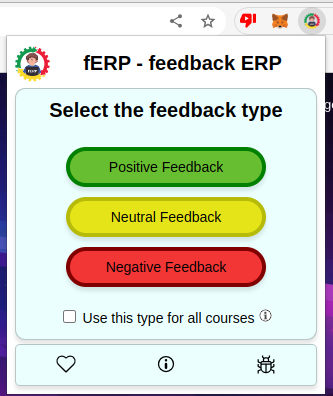 fERP - feedback ERP
Select the feedback type
Positive Feedback
Neutral Feedback
Negative Feedback
Use this type for all courses